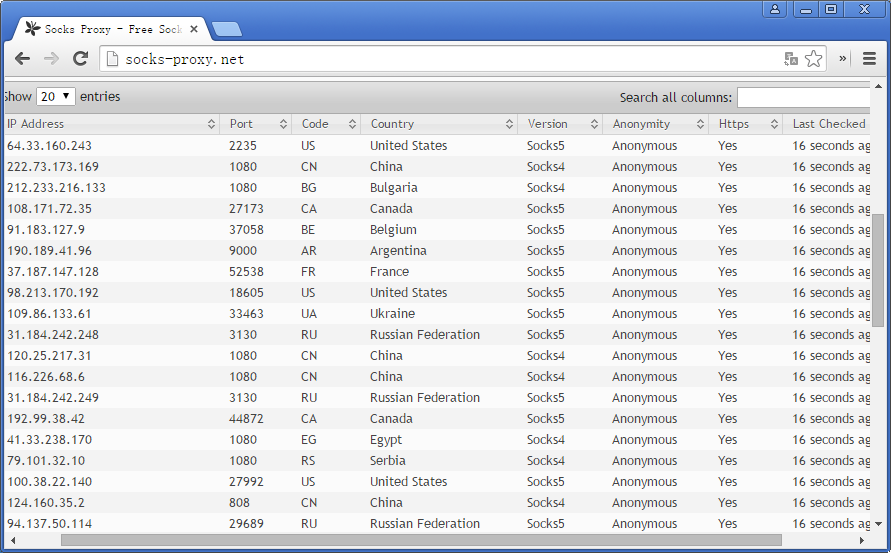 Socks Proxy - Free Sock
socks-proxy.net
Show 20 entries Search all columns:
IP Address Port Code Country Version Anonymity Https Last Checked
64.33.160.243 2235 US United States Socks5 Anonymous Yes 16 seconds ag
222.73.173.169 1080 CN China Socks4 Anonymous Yes 16 seconds ag
212.233.216.133 1080 BG Bulgaria Socks4 Anonymous Yes 16 seconds ag
108.171.72.35 27173 CA Canada Socks5 Anonymous Yes 16 seconds ag
91.183.127.9 37058 BE Belgium Socks5 Anonymous Yes 16 seconds ag
190.189.41.96 9000 AR Argentina Socks5 Anonymous Yes 16 seconds ag
37.187.147.128 52538 FR France Socks5 Anonymous Yes 16 seconds ag
98.213.170.192 18605 US United States Socks5 Anonymous Yes 16 seconds ag
109.86.133.61 33463 UA Ukraine Socks5 Anonymous Yes 16 seconds ag
31.184.242.248 3130 RU Russian Federation Socks5 Anonymous Yes 16 seconds ag
120.25.217.31 1080 CN China Socks4 Anonymous Yes 16 seconds ag
116.226.68.6 1080 CN China Socks4 Anonymous Yes 16 seconds ag
31.184.242.249 3130 RU Russian Federation Socks5 Anonymous Yes 16 seconds ag
192.99.38.42 44872 CA Canada Socks5 Anonymous Yes 16 seconds ag
41.33.238.170 1080 EG Egypt Socks4 Anonymous Yes 16 seconds ag
79.101.32.10 1080 RS Serbia Socks4 Anonymous Yes 16 seconds ag
100.38.22.140 27992 US United States Socks5 Anonymous Yes 16 seconds ag
124.160.35.2 808 CN China Socks4 Anonymous Yes 16 seconds ag
94.137.50.114 29689 RU Russian Federation Socks5 Anonymous Yes 16 seconds ag